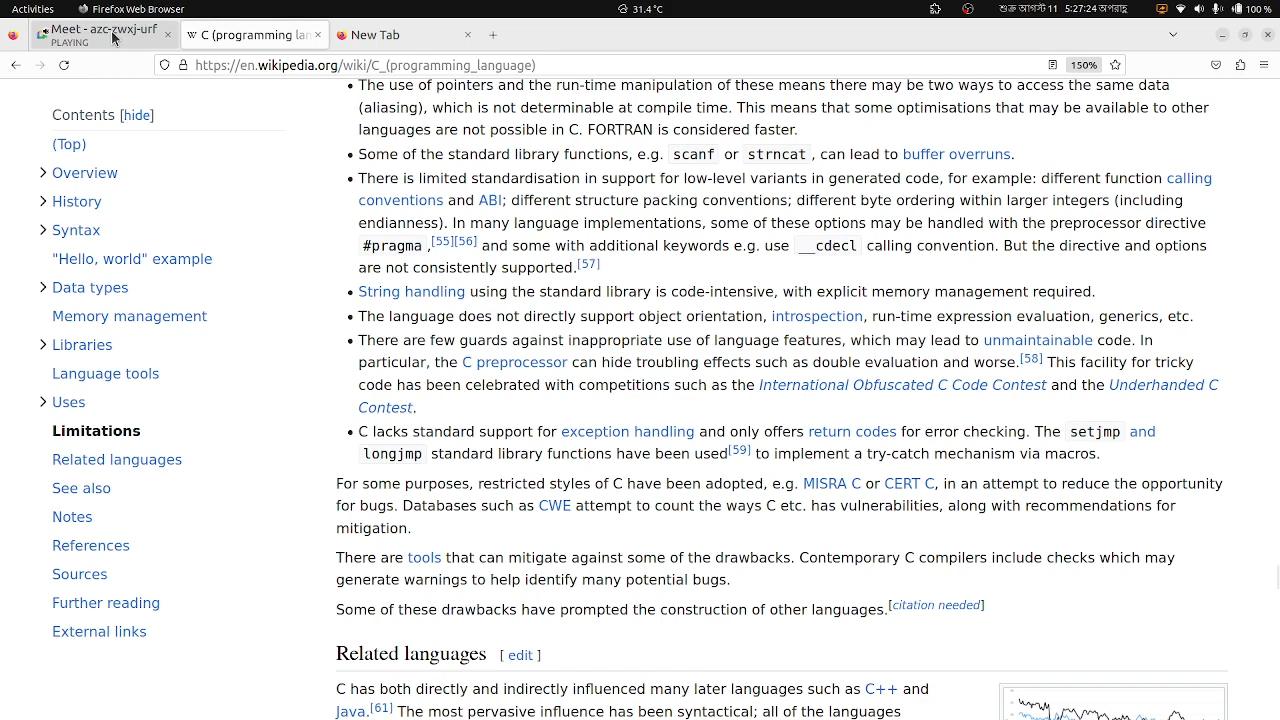 Activities Firefox Web Browser 31.4 °C শুক্র আগস্ট 11 5:27:24 অপরাহ্ণ 100 %
Meet - azc-zwxj-urf
PLAYING
W C (programming lan
New Tab
https://en.wikipedia.org/wiki/C_(programming_language) 150%
Contents [hide]
(Top)
Overview
History
Syntax
"Hello, world" example
Data types
Memory management
Libraries
Language tools
Uses
Limitations
Related languages
See also
Notes
References
Sources
Further reading
External links
• The use of pointers and the run-time manipulation of these means there may be two ways to access the same data
(aliasing), which is not determinable at compile time. This means that some optimisations that may be available to other
languages are not possible in C. FORTRAN is considered faster.
• Some of the standard library functions, e.g. scanf or strncat, can lead to buffer overruns.
• There is limited standardisation in support for low-level variants in generated code, for example: different function calling
conventions and ABI; different structure packing conventions; different byte ordering within larger integers (including
endianness). In many language implementations, some of these options may be handled with the preprocessor directive
#pragma,[55][56] and some with additional keywords e.g. use __cdecl calling convention. But the directive and options
are not consistently supported.[57]
• String handling using the standard library is code-intensive, with explicit memory management required.
• The language does not directly support object orientation, introspection, run-time expression evaluation, generics, etc.
• There are few guards against inappropriate use of language features, which may lead to unmaintainable code. In
particular, the C preprocessor can hide troubling effects such as double evaluation and worse.[58] This facility for tricky
code has been celebrated with competitions such as the International Obfuscated C Code Contest and the Underhanded C
Contest.
• C lacks standard support for exception handling and only offers return codes for error checking. The setjmp and
longjmp standard library functions have been used[59] to implement a try-catch mechanism via macros.
For some purposes, restricted styles of C have been adopted, e.g. MISRA C or CERT C, in an attempt to reduce the opportunity
for bugs. Databases such as CWE attempt to count the ways C etc. has vulnerabilities, along with recommendations for
mitigation.
There are tools that can mitigate against some of the drawbacks. Contemporary C compilers include checks which may
generate warnings to help identify many potential bugs.
Some of these drawbacks have prompted the construction of other languages.[citation needed]
Related languages [ edit ]
C has both directly and indirectly influenced many later languages such as C++ and
Java.[61] The most pervasive influence has been syntactical; all of the languages